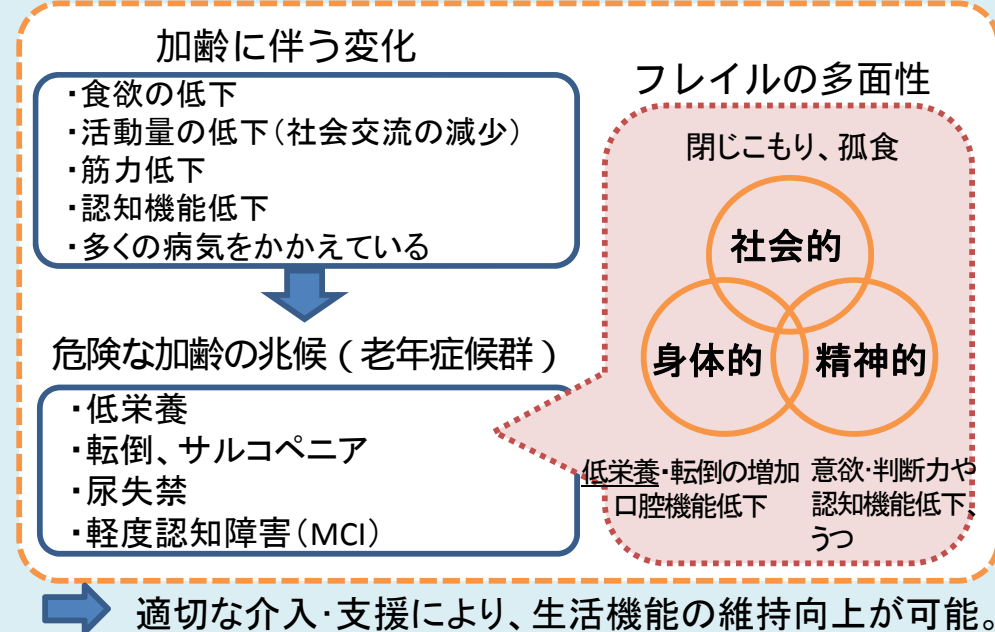 加齢に伴う変化
・食欲の低下
・活動量の低下（社会交流の減少）
・筋力低下
・認知機能低下
・多くの病気をかかえている
危険な加齢の兆候（老年症候群）
・低栄養
・転倒、サルコペニア
・尿失禁
・軽度認知障害（MCI）
フレイルの多面性
閉じこもり、孤食
社会的
身体的
精神的
低栄養・転倒の増加
口腔機能低下
意欲・判断力や
認知機能低下、
うつ
適切な介入・支援により、生活機能の維持向上が可能。